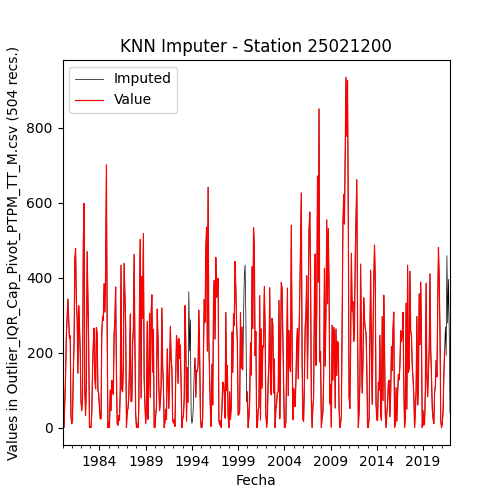 KNN Imputer - Station 25021200
Imputed
Value
Values in Outlier_IQR_Cap_Pivot_PTPM_TT_M.csv (504 recs.)
800
600
400
200
0
1984 1989 1994 1999 2004 2009 2014 2019
Fecha